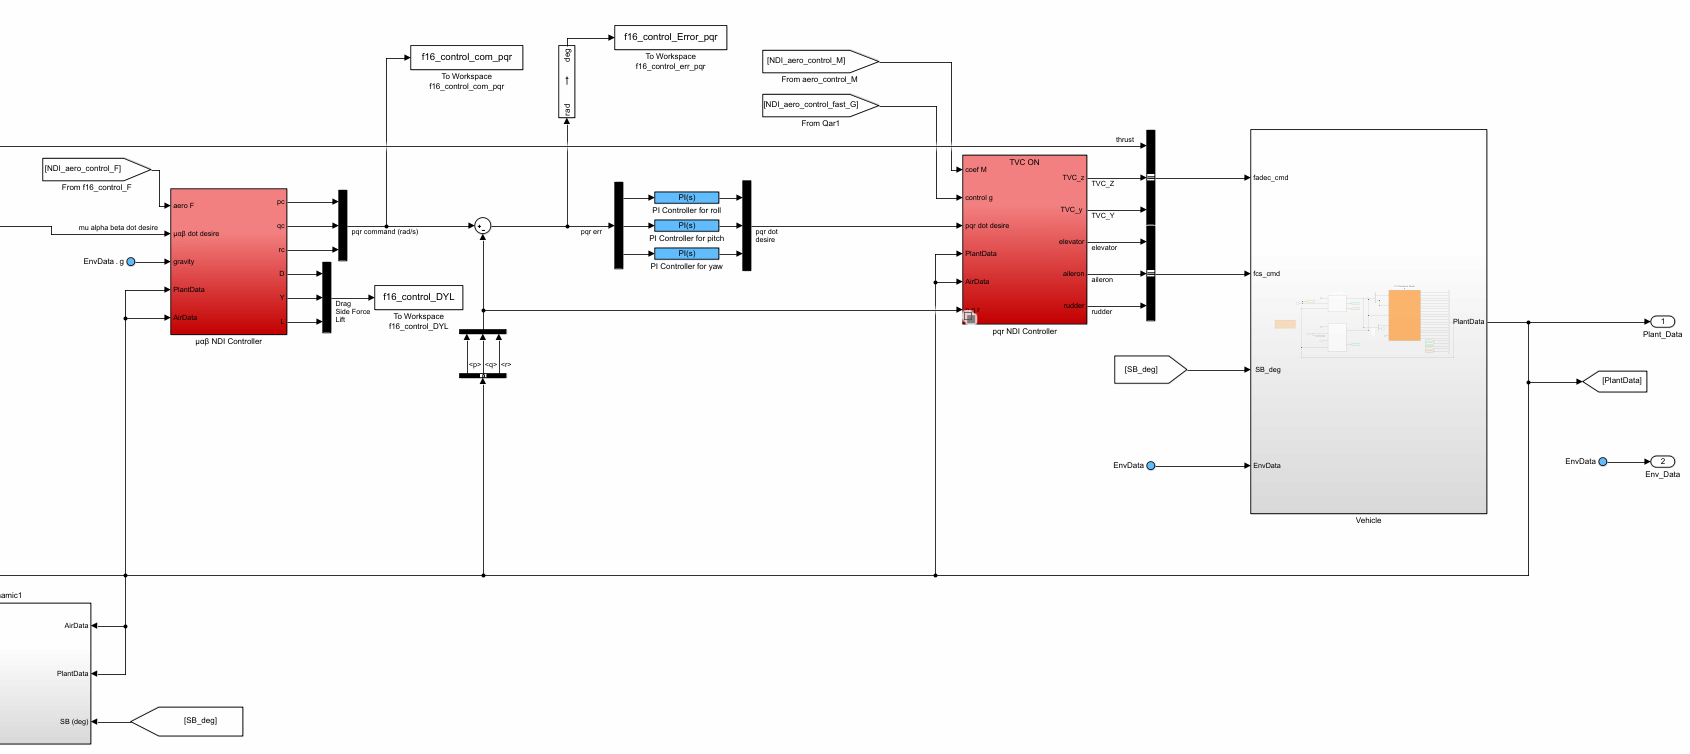 f16_control_com_pqr
To Workspace
f16_control_com_pqr
deg
rad
f16_control_Error_pqr
To Workspace
f16_control_err_pqr
[NDI_aero_control_M]
From aero_control_M
[NDI_aero_control_fast_G]
From Qar1
thrust
[NDI_aero_control_F]
From f16_control_F
aero F
mu alpha beta dot desire
μαβ dot desire
EnvData . g
gravity
PlantData
AirData
pc
qc
rc
D
Y
L
μαβ NDI Controller
pqr command (rad/s)
Drag
Side Force
Lift
f16_control_DYL
To Workspace
f16_control_DYL
<p>
<q>
<r>
pqr err
PI(s)
PI Controller for roll
PI(s)
PI Controller for pitch
PI(s)
PI Controller for yaw
pqr dot
desire
TVC ON
coef M
control g
pqr dot desire
PlantData
AirData
TVC_z
TVC_y
elevator
aileron
rudder
pqr NDI Controller
TVC_Z
TVC_Y
elevator
aileron
rudder
fadec_cmd
fcs_cmd
[SB_deg]
SB_deg
EnvData
EnvData
PlantData
Vehicle
1
Plant_Data
[PlantData]
EnvData
2
Env_Data
amic1
AirData
PlantData
SB (deg)
[SB_deg]